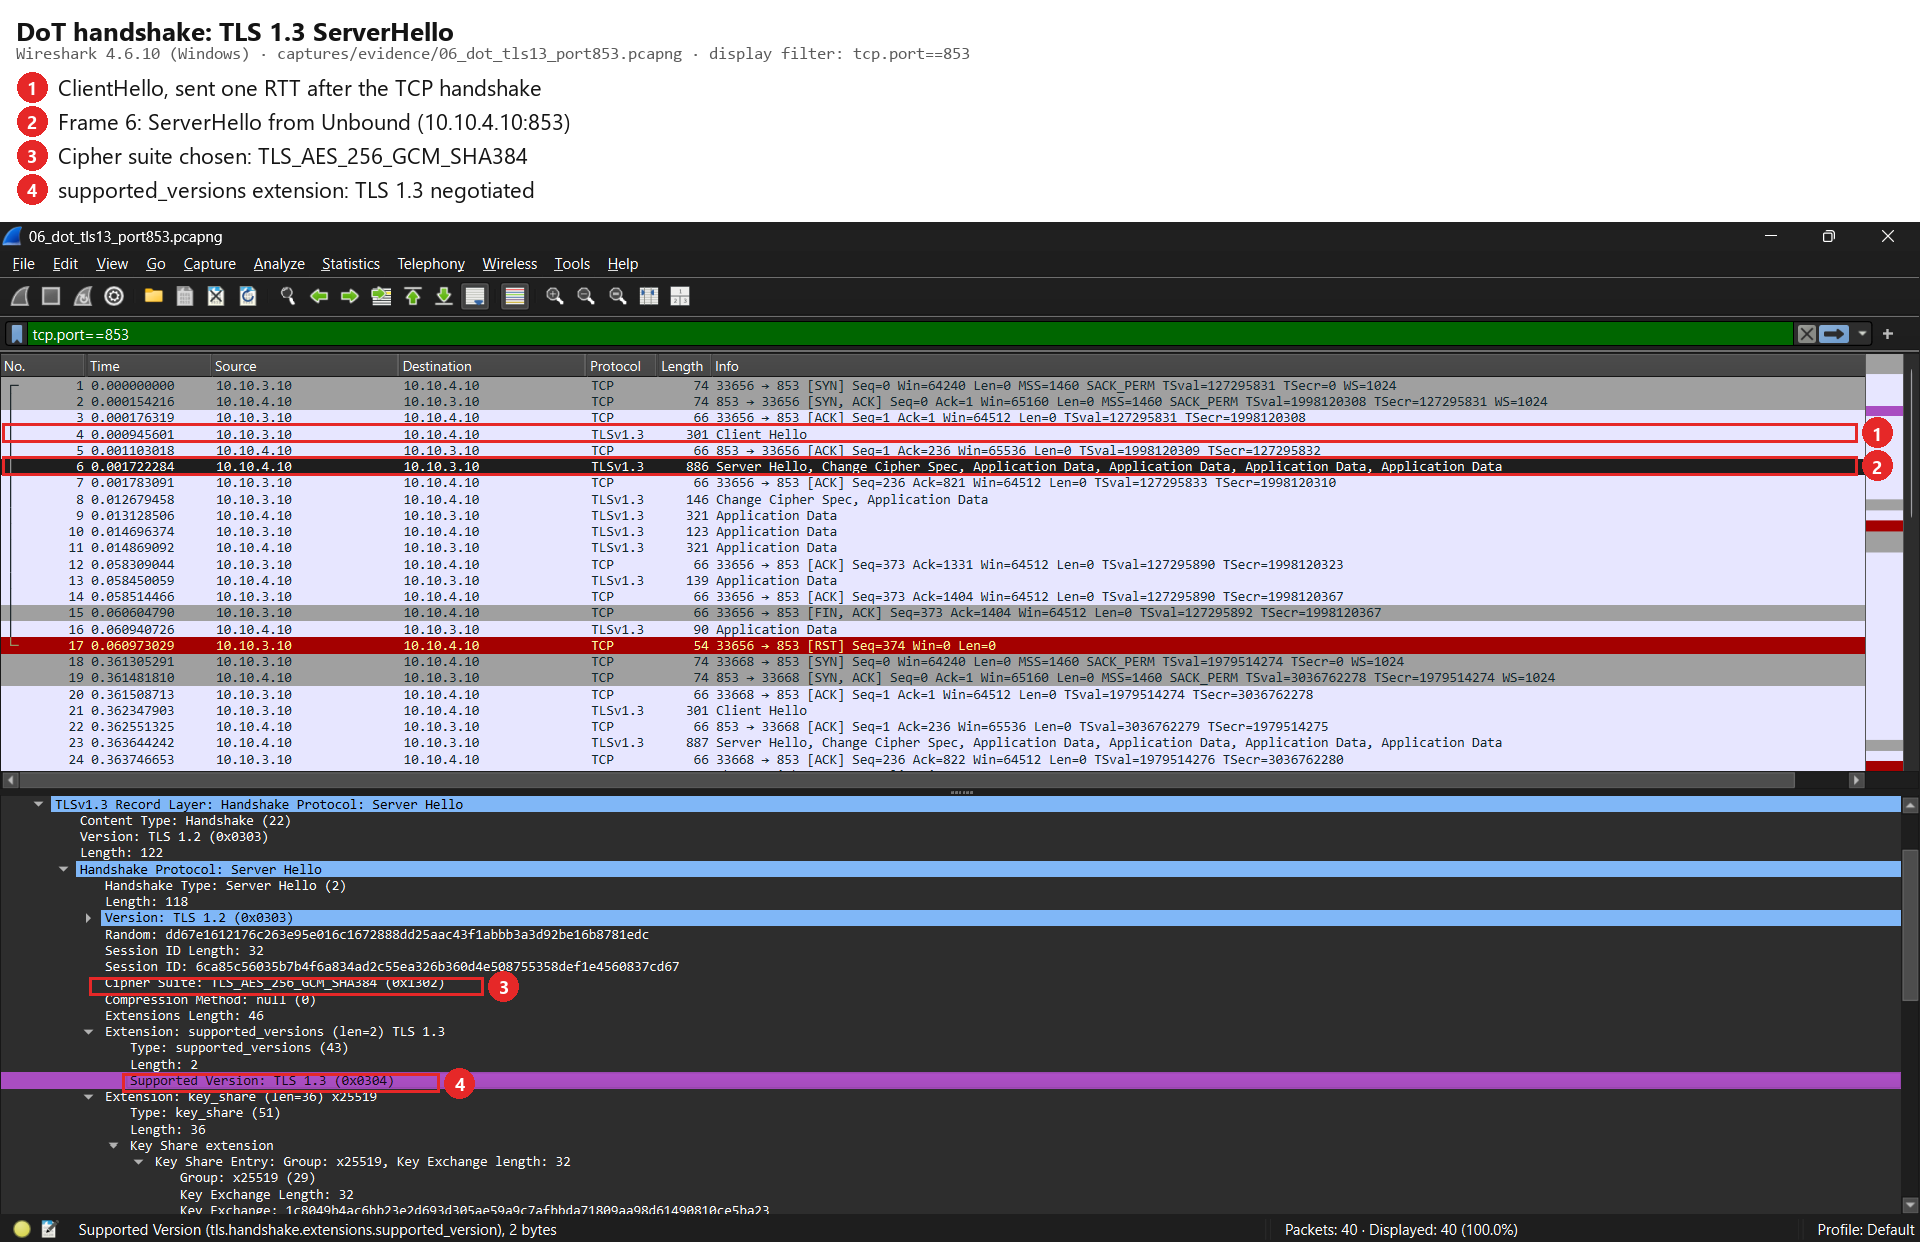 DoT handshake: TLS 1.3 ServerHello
Wireshark 4.6.10 (Windows) · captures/evidence/06_dot_tls13_port853.pcapng · display filter: tcp.port==853
1 ClientHello, sent one RTT after the TCP handshake
2 Frame 6: ServerHello from Unbound (10.10.4.10:853)
3 Cipher suite chosen: TLS_AES_256_GCM_SHA384
4 supported_versions extension: TLS 1.3 negotiated
06_dot_tls13_port853.pcapng
File Edit View Go Capture Analyze Statistics Telephony Wireless Tools Help
tcp.port==853
No. Time Source Destination Protocol Length Info
1 0.000000000 10.10.3.10 10.10.4.10 TCP 74 33656 → 853 [SYN] Seq=0 Win=64240 Len=0 MSS=1460 SACK_PERM TSval=127295831 TSecr=0 WS=1024
2 0.000154216 10.10.4.10 10.10.3.10 TCP 74 853 → 33656 [SYN, ACK] Seq=0 Ack=1 Win=65160 Len=0 MSS=1460 SACK_PERM TSval=1998120308 TSecr=127295831 WS=1024
3 0.000176319 10.10.3.10 10.10.4.10 TCP 66 33656 → 853 [ACK] Seq=1 Ack=1 Win=64512 Len=0 TSval=127295831 TSecr=1998120308
4 0.000945601 10.10.3.10 10.10.4.10 TLSv1.3 301 Client Hello
1
5 0.001103018 10.10.4.10 10.10.3.10 TCP 66 853 → 33656 [ACK] Seq=1 Ack=236 Win=65536 Len=0 TSval=1998120309 TSecr=127295832
6 0.001722284 10.10.4.10 10.10.3.10 TLSv1.3 886 Server Hello, Change Cipher Spec, Application Data, Application Data, Application Data, Application Data
2
7 0.001783091 10.10.3.10 10.10.4.10 TCP 66 33656 → 853 [ACK] Seq=236 Ack=821 Win=64512 Len=0 TSval=127295833 TSecr=1998120310
8 0.012679458 10.10.3.10 10.10.4.10 TLSv1.3 146 Change Cipher Spec, Application Data
9 0.013128506 10.10.4.10 10.10.3.10 TLSv1.3 321 Application Data
10 0.014696374 10.10.3.10 10.10.4.10 TLSv1.3 123 Application Data
11 0.014869092 10.10.4.10 10.10.3.10 TLSv1.3 321 Application Data
12 0.058309044 10.10.3.10 10.10.4.10 TCP 66 33656 → 853 [ACK] Seq=373 Ack=1331 Win=64512 Len=0 TSval=127295890 TSecr=1998120323
13 0.058450059 10.10.4.10 10.10.3.10 TLSv1.3 139 Application Data
14 0.058514466 10.10.3.10 10.10.4.10 TCP 66 33656 → 853 [ACK] Seq=373 Ack=1404 Win=64512 Len=0 TSval=127295890 TSecr=1998120367
15 0.060604790 10.10.3.10 10.10.4.10 TCP 66 33656 → 853 [FIN, ACK] Seq=373 Ack=1404 Win=64512 Len=0 TSval=127295892 TSecr=1998120367
16 0.060940726 10.10.4.10 10.10.3.10 TLSv1.3 90 Application Data
17 0.060973029 10.10.3.10 10.10.4.10 TCP 54 33656 → 853 [RST] Seq=374 Win=0 Len=0
18 0.361305291 10.10.3.10 10.10.4.10 TCP 74 33668 → 853 [SYN] Seq=0 Win=64240 Len=0 MSS=1460 SACK_PERM TSval=1979514274 TSecr=0 WS=1024
19 0.361481810 10.10.4.10 10.10.3.10 TCP 74 853 → 33668 [SYN, ACK] Seq=0 Ack=1 Win=65160 Len=0 MSS=1460 SACK_PERM TSval=3036762278 TSecr=1979514274 WS=1024
20 0.361508713 10.10.3.10 10.10.4.10 TCP 66 33668 → 853 [ACK] Seq=1 Ack=1 Win=64512 Len=0 TSval=1979514274 TSecr=3036762278
21 0.362347903 10.10.3.10 10.10.4.10 TLSv1.3 301 Client Hello
22 0.362551325 10.10.4.10 10.10.3.10 TCP 66 853 → 33668 [ACK] Seq=1 Ack=236 Win=65536 Len=0 TSval=3036762279 TSecr=1979514275
23 0.363644242 10.10.4.10 10.10.3.10 TLSv1.3 887 Server Hello, Change Cipher Spec, Application Data, Application Data, Application Data, Application Data
24 0.363746653 10.10.3.10 10.10.4.10 TCP 66 33668 → 853 [ACK] Seq=236 Ack=822 Win=64512 Len=0 TSval=1979514276 TSecr=3036762280
TLSv1.3 Record Layer: Handshake Protocol: Server Hello
Content Type: Handshake (22)
Version: TLS 1.2 (0x0303)
Length: 122
Handshake Protocol: Server Hello
Handshake Type: Server Hello (2)
Length: 118
Version: TLS 1.2 (0x0303)
Random: dd67e1612176c263e95e016c1672888dd25aac43f1abbb3a3d92be16b8781edc
Session ID Length: 32
Session ID: 6ca85c56035b7b4f6a834ad2c55ea326b360d4e508755358def1e4560837cd67
Cipher Suite: TLS_AES_256_GCM_SHA384 (0x1302)
3
Compression Method: null (0)
Extensions Length: 46
Extension: supported_versions (len=2) TLS 1.3
Type: supported_versions (43)
Length: 2
Supported Version: TLS 1.3 (0x0304)
4
Extension: key_share (len=36) x25519
Type: key_share (51)
Length: 36
Key Share extension
Key Share Entry: Group: x25519, Key Exchange length: 32
Group: x25519 (29)
Key Exchange Length: 32
Key Exchange: 1c8049b4ac6bb23e2d693d305ae59a9c7afbbda71809aa98d61490810ce5ba23
Supported Version (tls.handshake.extensions.supported_version), 2 bytes
Packets: 40 · Displayed: 40 (100.0%)
Profile: Default